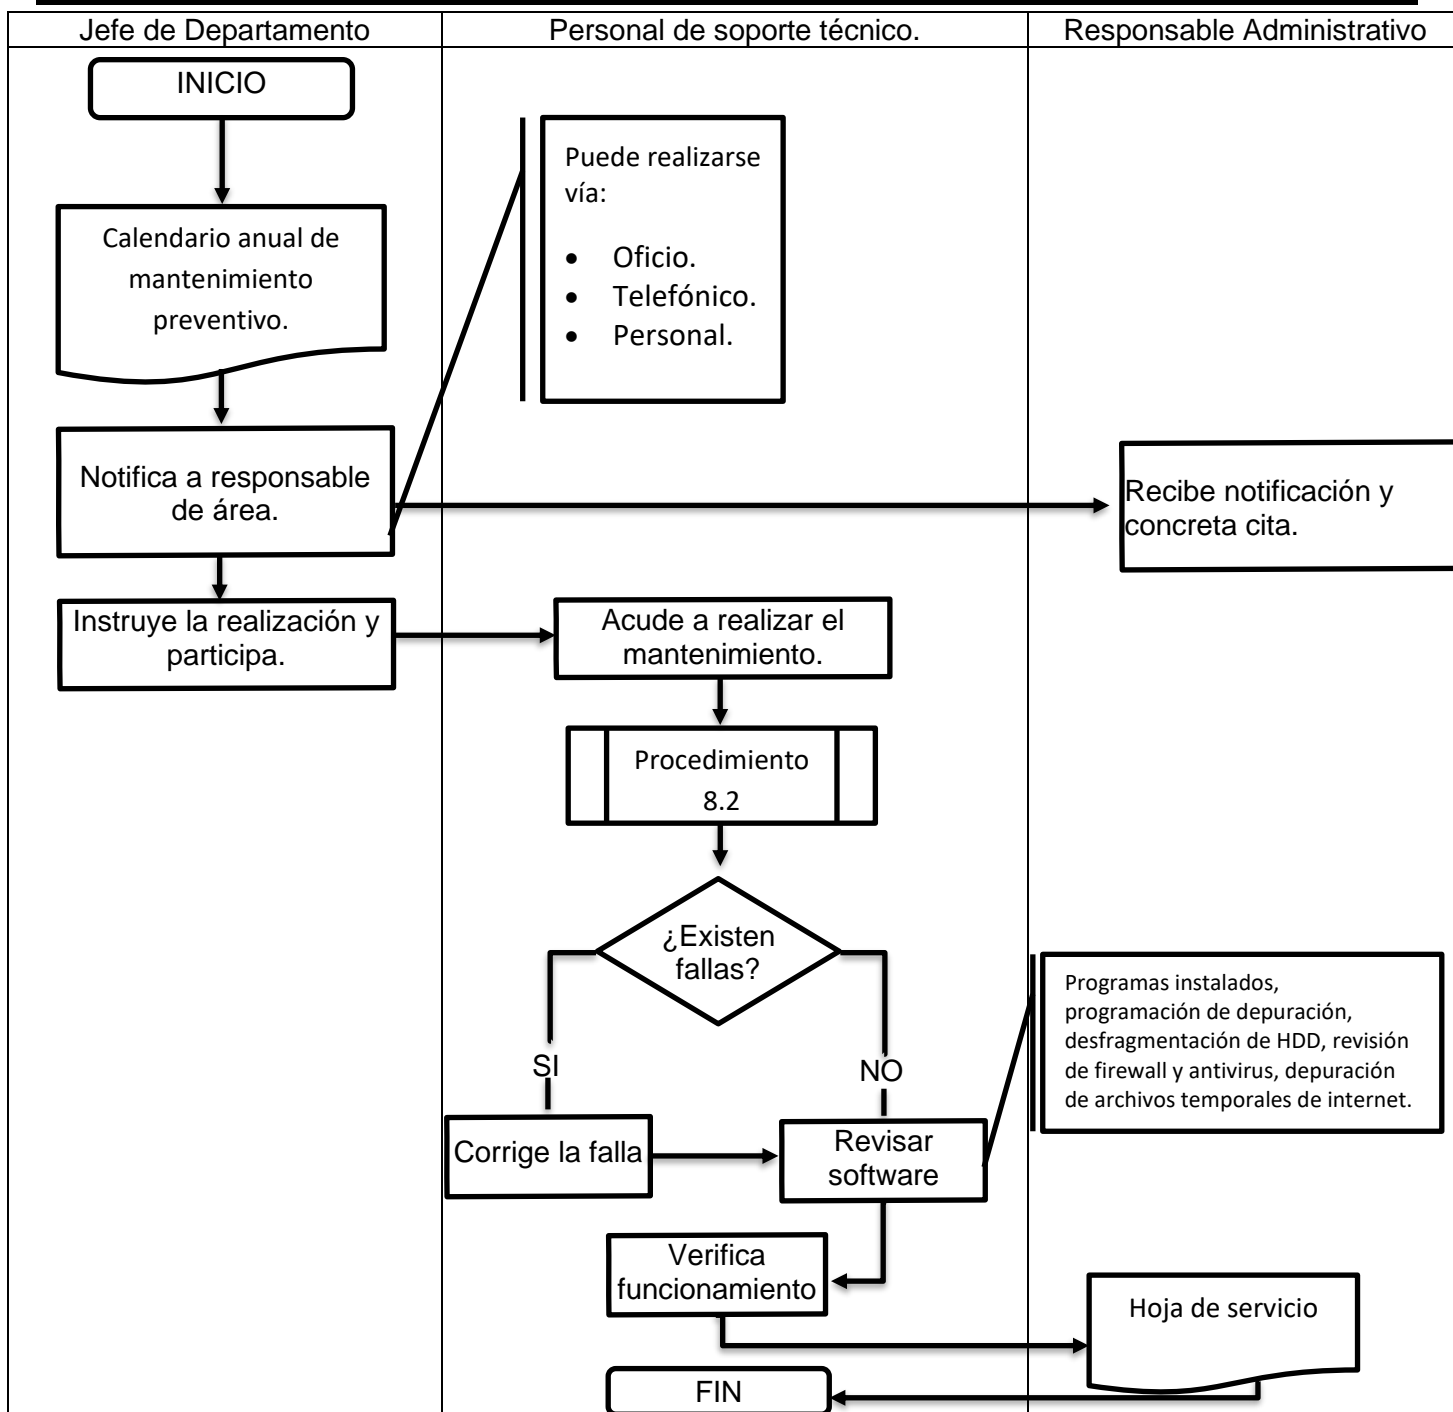 Jefe de Departamento
Personal de soporte técnico.
Responsable Administrativo
INICIO
Puede realizarse
vía:
• Oficio.
• Telefónico.
• Personal.
Calendario anual de
mantenimiento
preventivo.
Notifica a responsable
de área.
Recibe notificación y
concreta cita.
Instruye la realización y
participa.
Acude a realizar el
mantenimiento.
Procedimiento
8.2
¿Existen
fallas?
SI
NO
Programas instalados,
programación de depuración,
desfragmentación de HDD, revisión
de firewall y antivirus, depuración
de archivos temporales de internet.
Corrige la falla
Revisar
software
Verifica
funcionamiento
Hoja de servicio
FIN